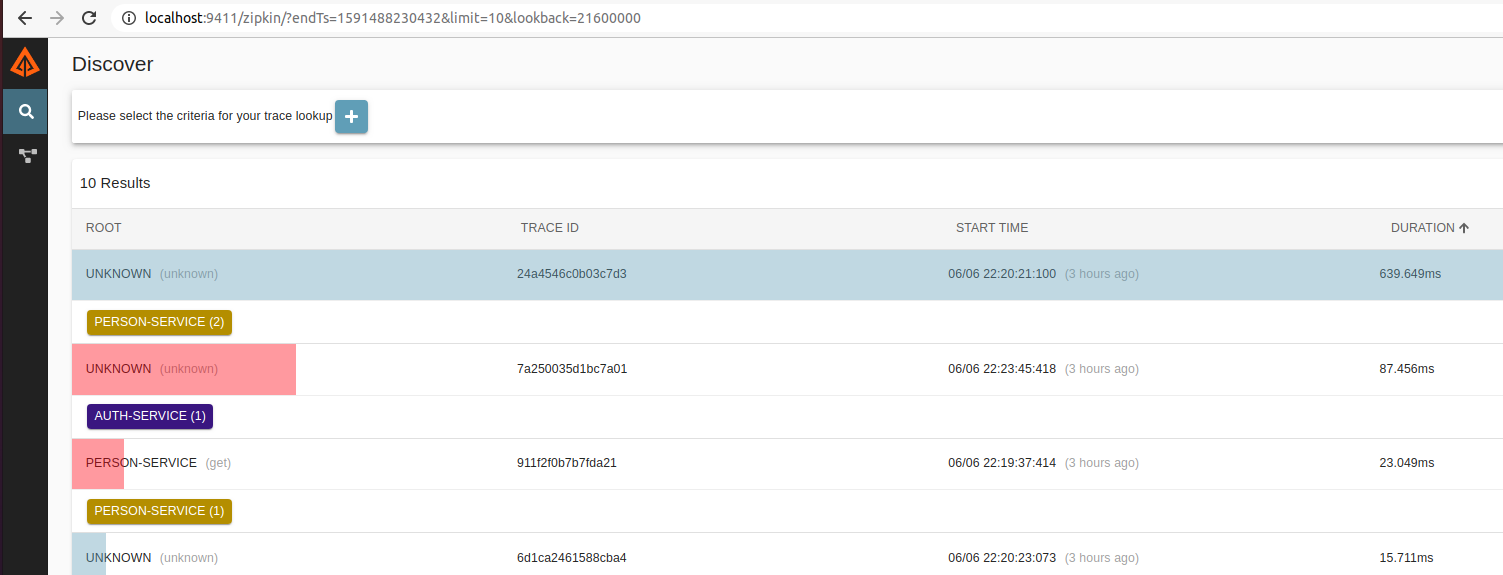 localhost:9411/zipkin/?endTs=1591488230432&limit=10&lookback=21600000
Discover
Please select the criteria for your trace lookup
10 Results
ROOT TRACE ID START TIME DURATION
UNKNOWN (unknown) 24a4546c0b03c7d3 06/06 22:20:21:100 (3 hours ago) 639.649ms
PERSON-SERVICE (2)
UNKNOWN (unknown) 7a250035d1bc7a01 06/06 22:23:45:418 (3 hours ago) 87.456ms
AUTH-SERVICE (1)
PERSON-SERVICE (get) 911f2f0b7b7fda21 06/06 22:19:37:414 (3 hours ago) 23.049ms
PERSON-SERVICE (1)
UNKNOWN (unknown) 6d1ca2461588cba4 06/06 22:20:23:073 (3 hours ago) 15.711ms